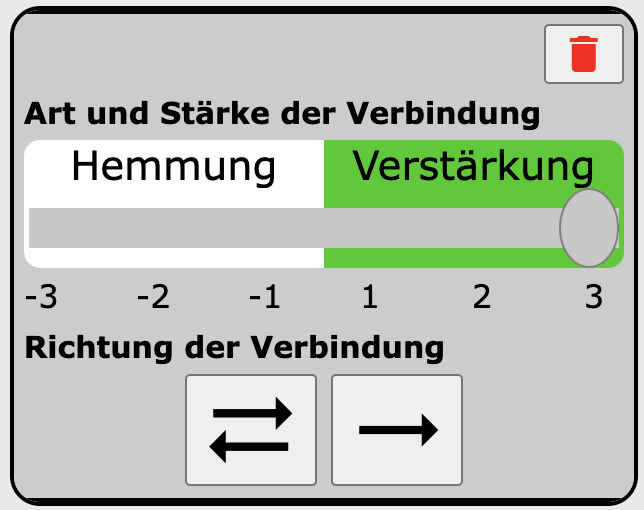 Art und Stärke der Verbindung
Hemmung Verstärkung
-3 -2 -1 1 2 3
Richtung der Verbindung